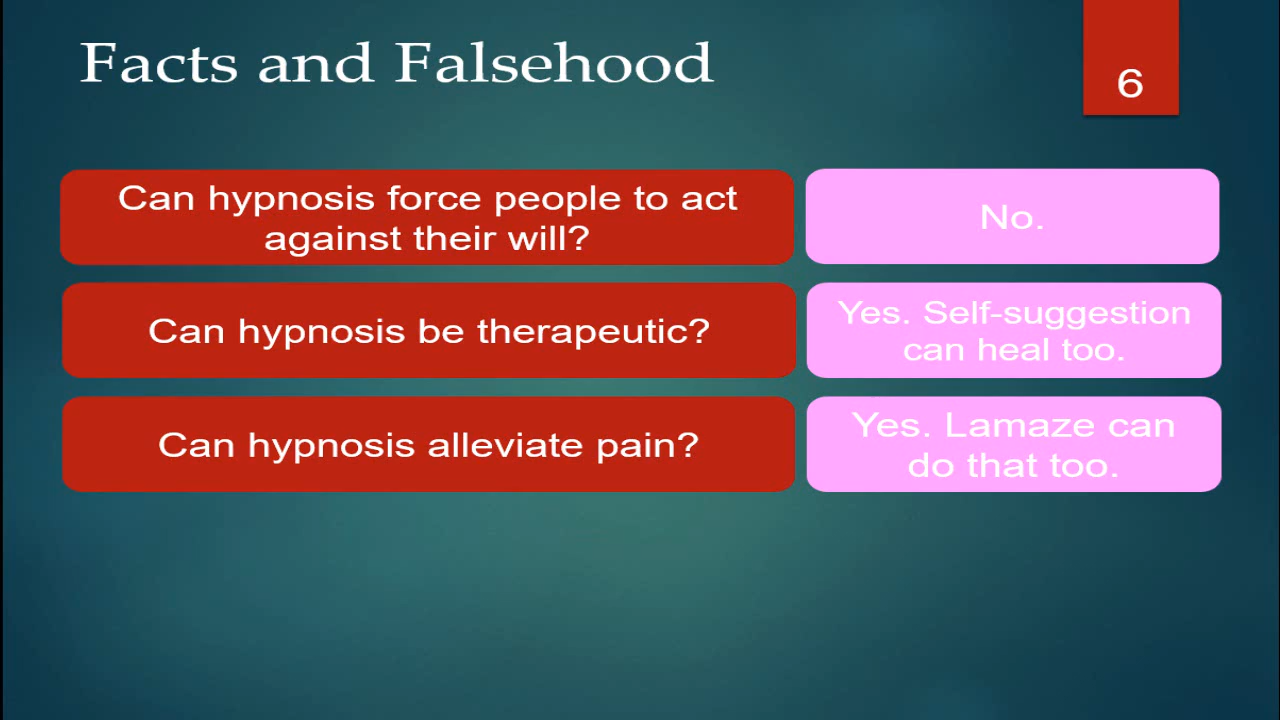 Facts and Falsehood
6
Can hypnosis force people to act
against their will?
No.
Can hypnosis be therapeutic?
Yes. Self-suggestion
can heal too.
Can hypnosis alleviate pain?
Yes. Lamaze can
do that too.